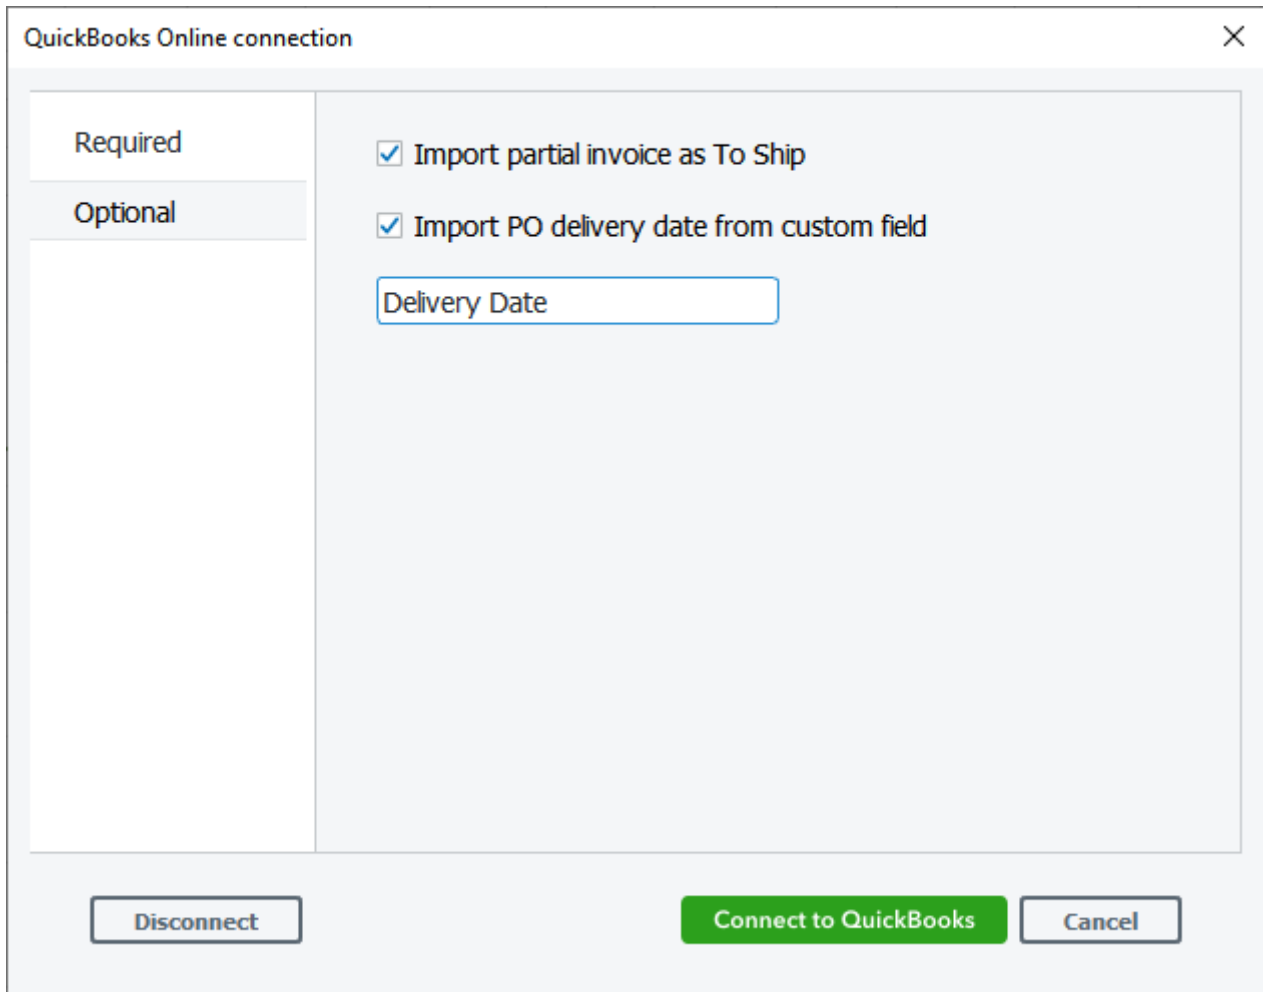 QuickBooks Online connection
Required
Optional
Import partial invoice as To Ship
Import PO delivery date from custom field
Delivery Date
Disconnect
Connect to QuickBooks
Cancel